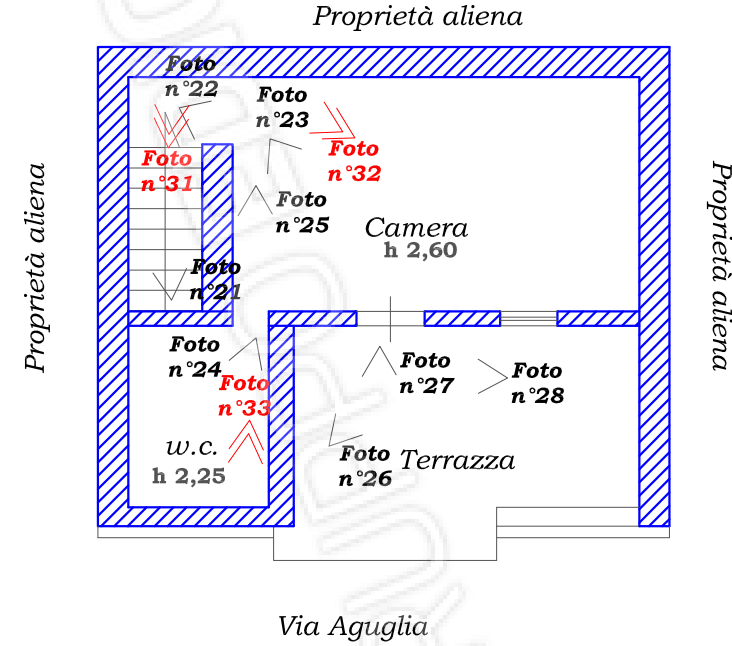 Proprietà aliena
Foto
n°22
Foto
n°23
Foto
n°31
Foto
n°32
Foto
n°25
Camera
h 2,60
Proprietà aliena
Proprietà aliena
Foto
n°21
Foto
n°24
Foto
n°33
Foto
n°27
Foto
n°28
w.c.
h 2,25
Foto
n°26
Terrazza
Via Aguglia